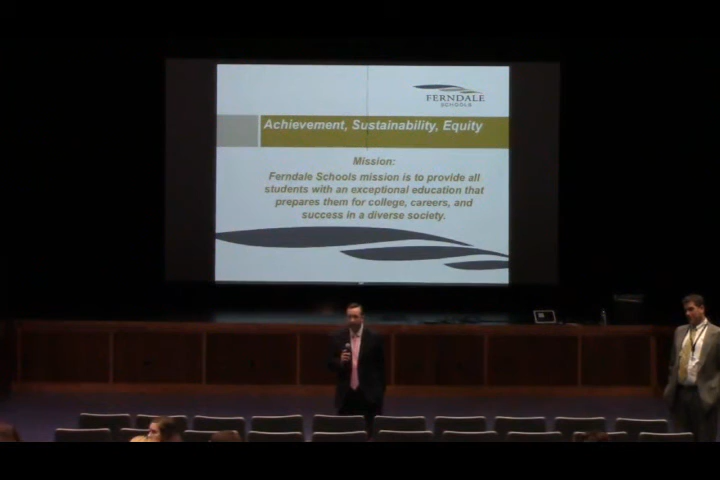 FERNDALE
SCHOOLS
Achievement, Sustainability, Equity
Mission:
Ferndale Schools mission is to provide all
students with an exceptional education that
prepares them for college, careers, and
success in a diverse society.